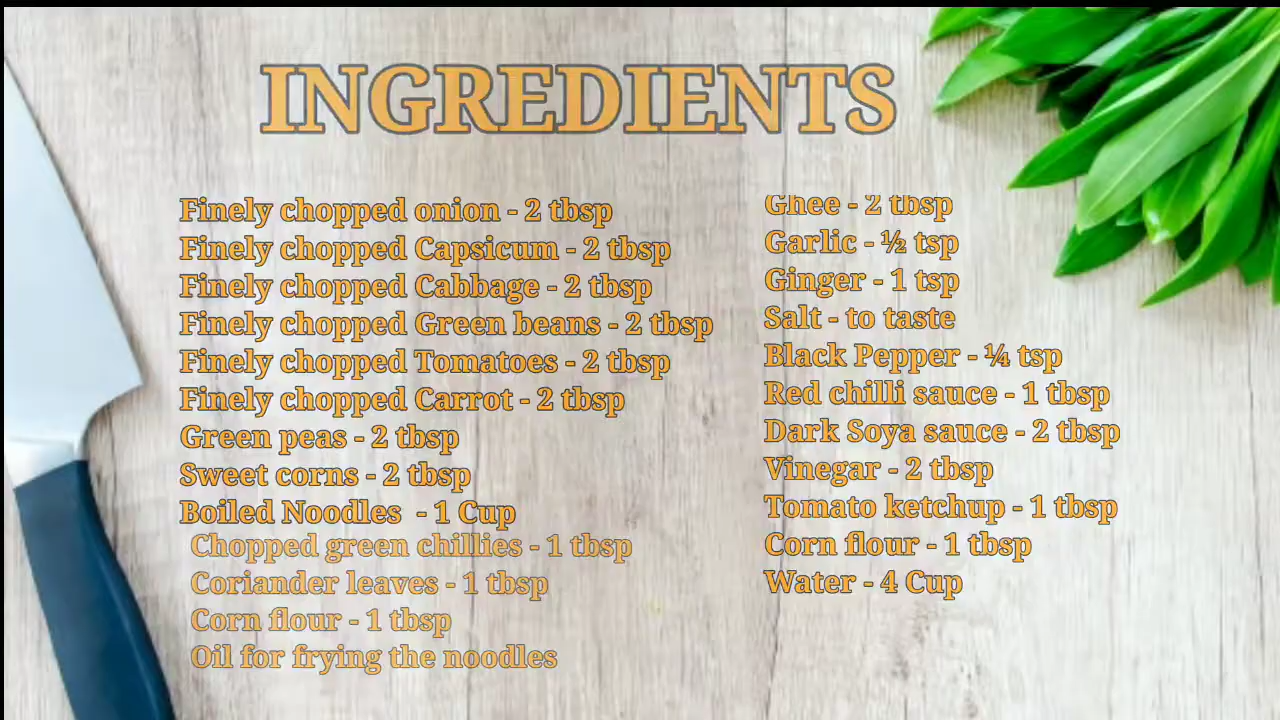 INGREDIENTS
Finely chopped onion - 2 tbsp
Finely chopped Capsicum - 2 tbsp
Finely chopped Cabbage - 2 tbsp
Finely chopped Green beans - 2 tbsp
Finely chopped Tomatoes - 2 tbsp
Finely chopped Carrot - 2 tbsp
Green peas - 2 tbsp
Sweet corns - 2 tbsp
Boiled Noodles  - 1 Cup
Chopped green chillies - 1 tbsp
Coriander leaves - 1 tbsp
Corn flour - 1 tbsp
Oil for frying the noodles
Ghee - 2 tbsp
Garlic - ½ tsp
Ginger - 1 tsp
Salt - to taste
Black Pepper - ¼ tsp
Red chilli sauce - 1 tbsp
Dark Soya sauce - 2 tbsp
Vinegar - 2 tbsp
Tomato ketchup - 1 tbsp
Corn flour - 1 tbsp
Water - 4 Cup